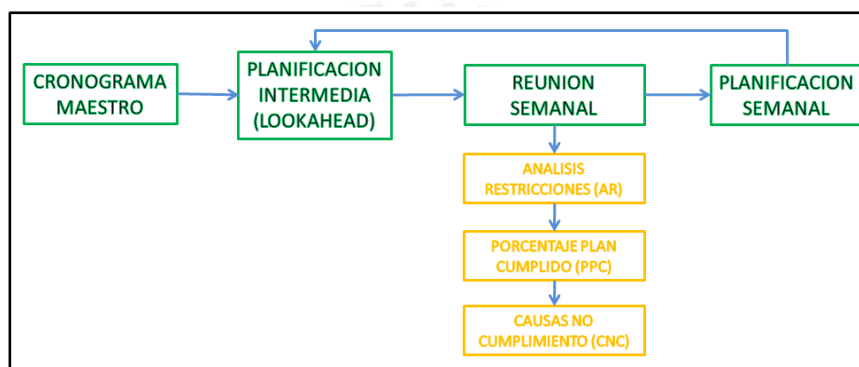 CRONOGRAMA
MAESTRO
PLANIFICACION
INTERMEDIA
(LOOKAHEAD)
REUNION
SEMANAL
PLANIFICACION
SEMANAL
ANALISIS
RESTRICCIONES (AR)
PORCENTAJE PLAN
CUMPLIDO (PPC)
CAUSAS NO
CUMPLIMIENTO (CNC)